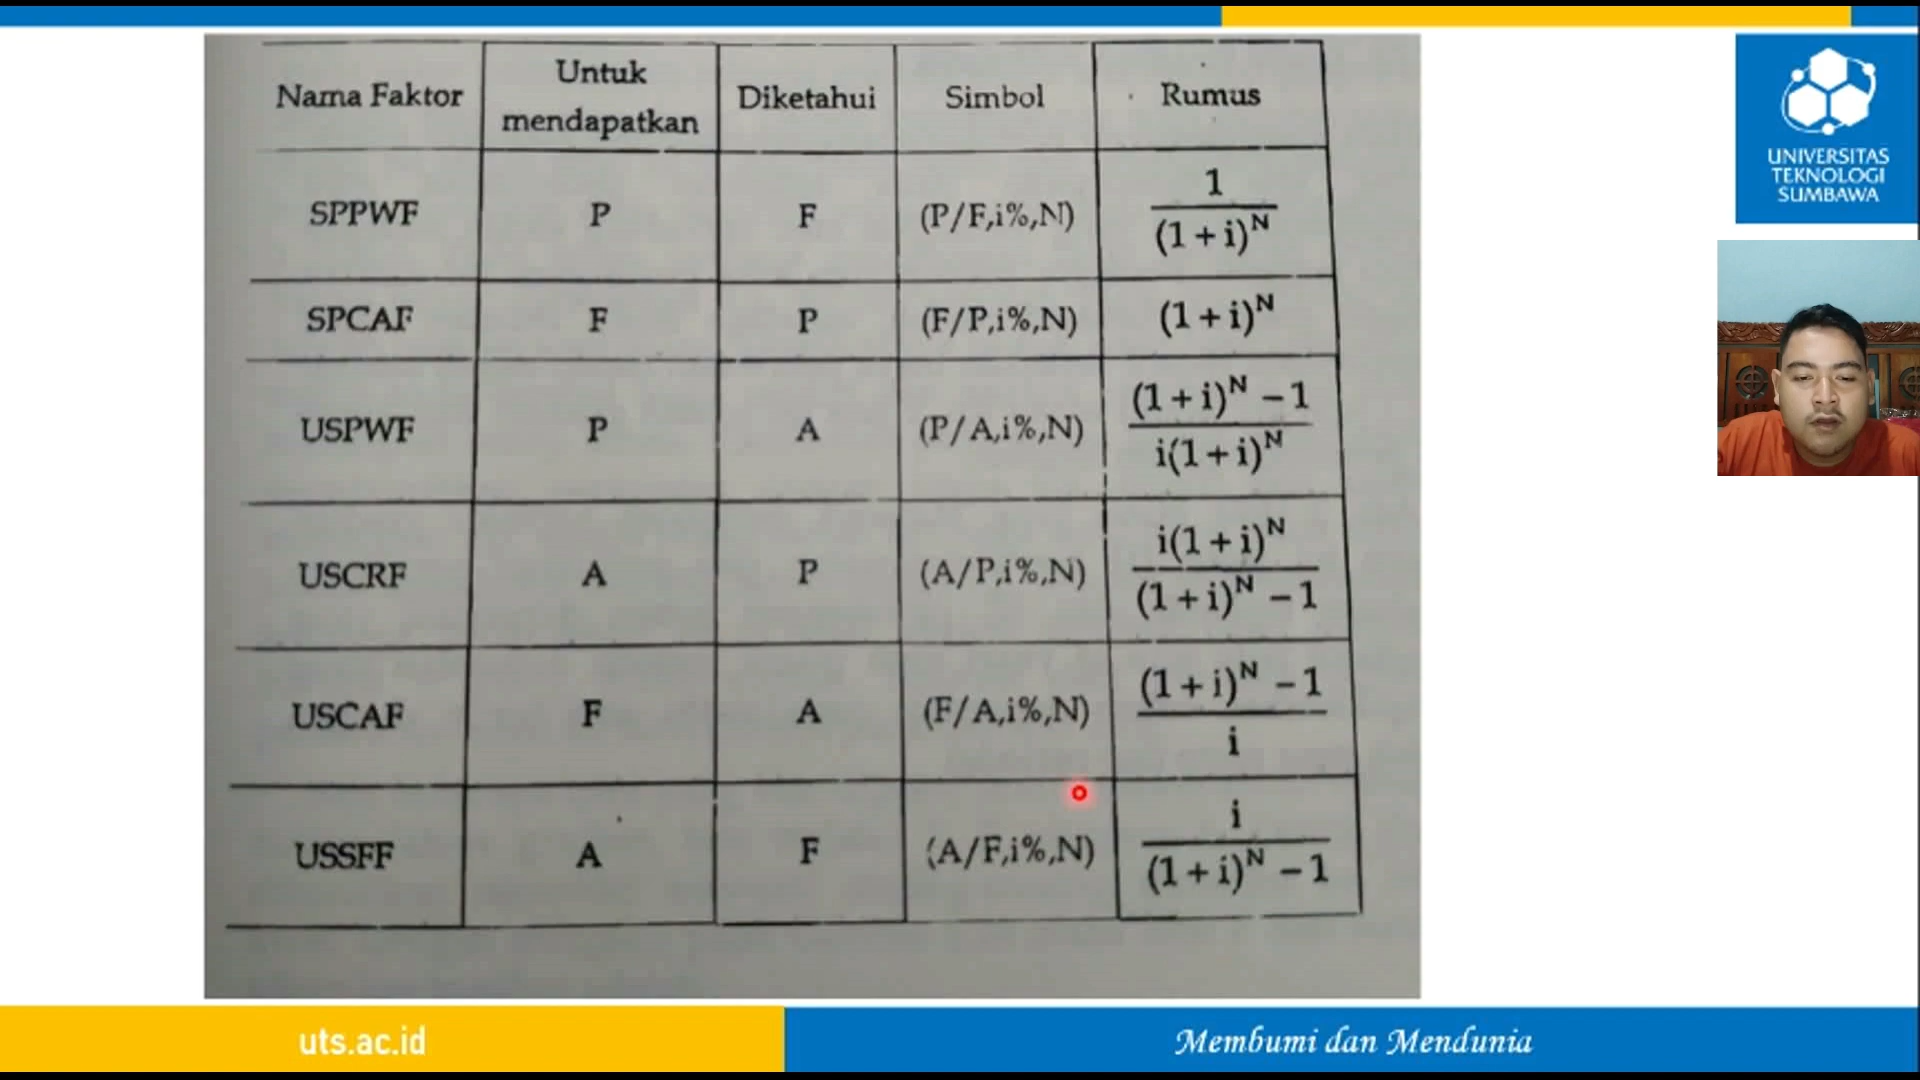 Nama Faktor
Untuk
mendapatkan
Diketahui
Simbol
Rumus
SPPWF
P
F
(P/F,i%,N)
1
(1+i)ᴺ
SPCAF
F
P
(F/P,i%,N)
(1+i)ᴺ
USPWF
P
A
(P/A,i%,N)
(1+i)ᴺ −1
i(1+i)ᴺ
USCRF
A
P
(A/P,i%,N)
i(1+i)ᴺ
(1+i)ᴺ −1
USCAF
F
A
(F/A,i%,N)
(1+i)ᴺ −1
i
USSFF
A
F
(A/F,i%,N)
i
(1+i)ᴺ −1
UNIVERSITAS
TEKNOLOGI
SUMBAWA
uts.ac.id
Membumi dan Mendunia